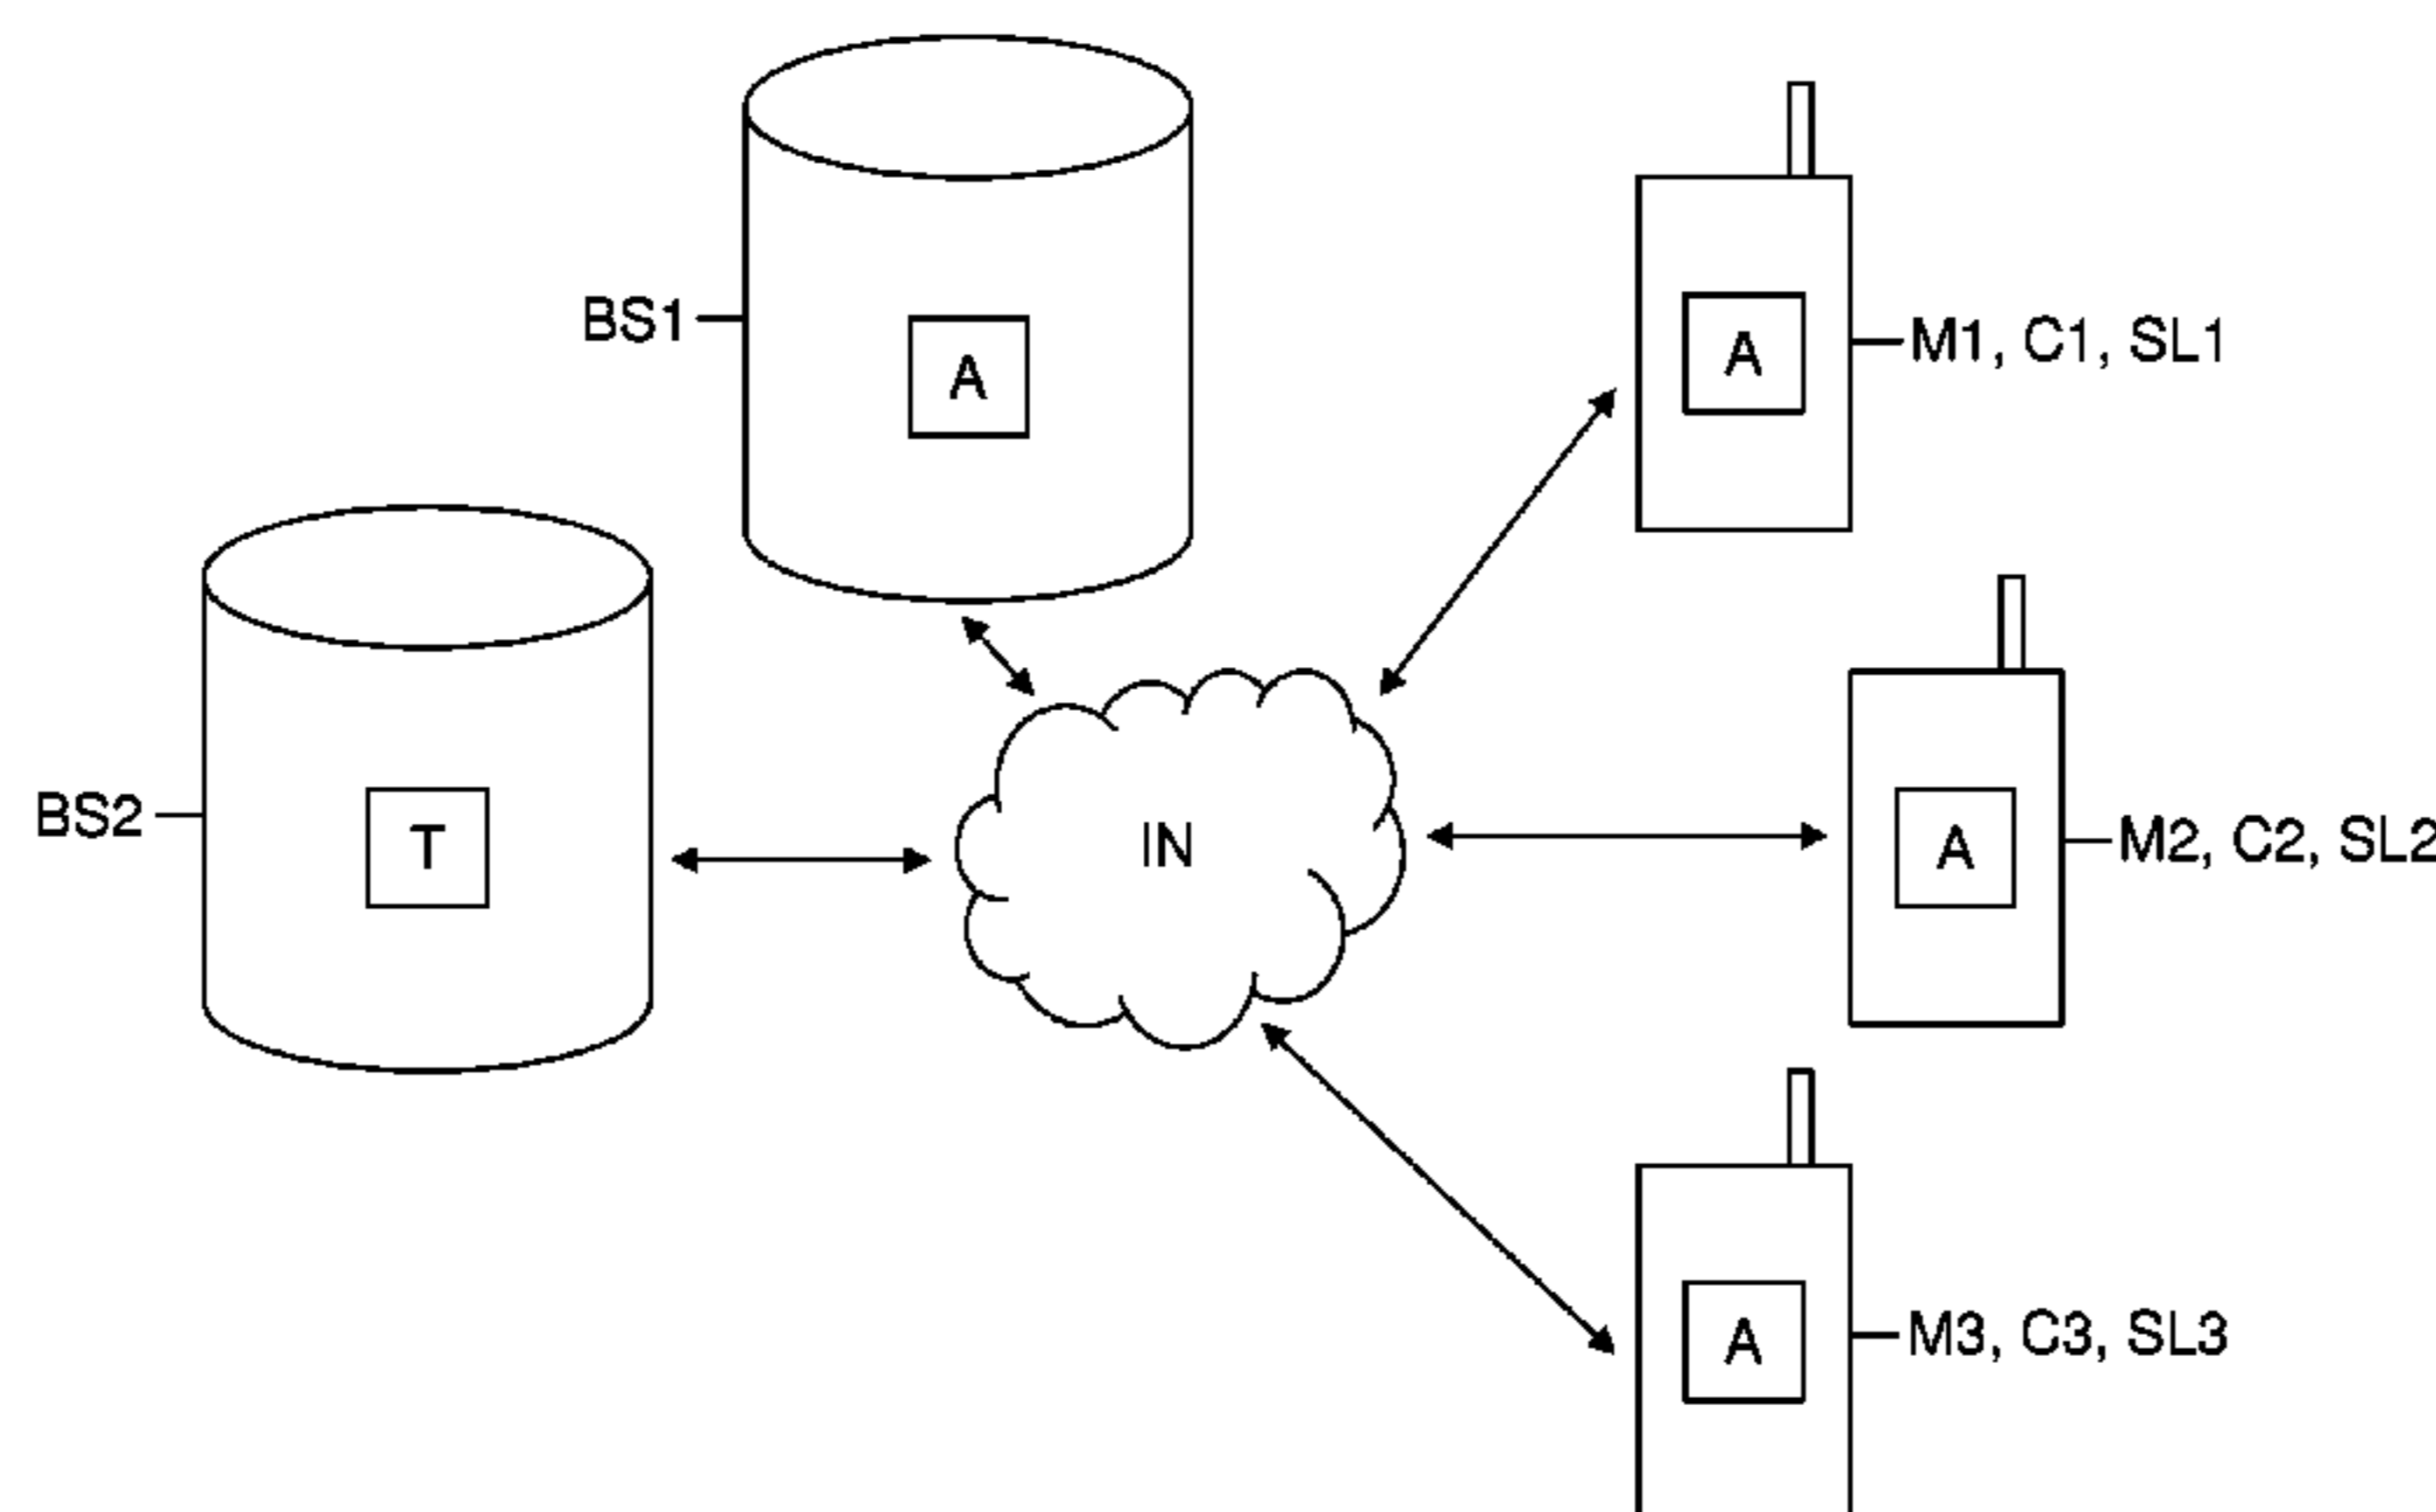 BS1
A
A
M1, C1, SL1
BS2
T
IN
A
M2, C2, SL2
A
M3, C3, SL3